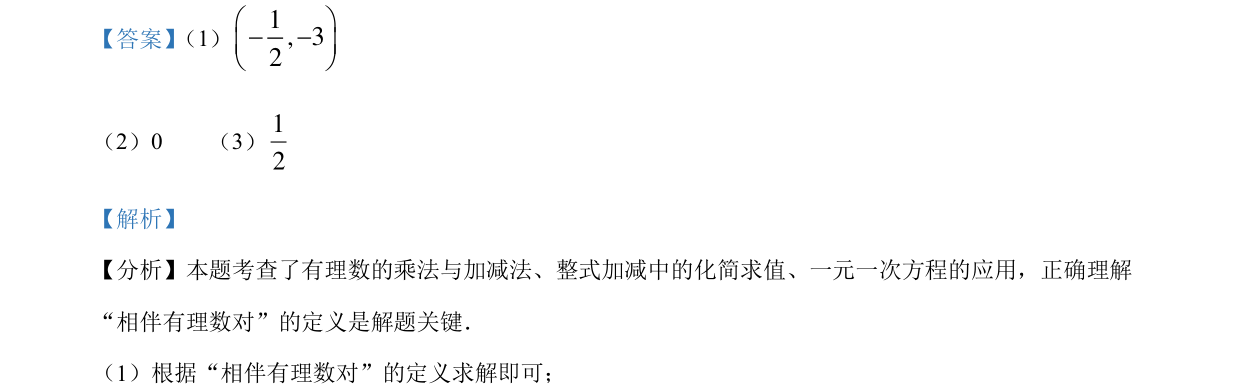 【答案】（1）(-1/2,-3)
（2）0 （3）1/2
【解析】
【分析】本题考查了有理数的乘法与加减法、整式加减中的化简求值、一元一次方程的应用，正确理解
“相伴有理数对”的定义是解题关键．
（1）根据“相伴有理数对”的定义求解即可；